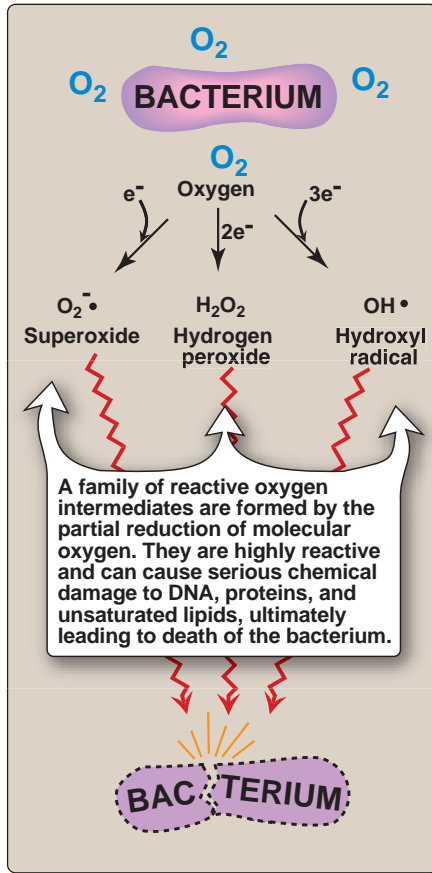 O₂
O₂ O₂
BACTERIUM
O₂
Oxygen
e⁻ 3e⁻
2e⁻
O₂⁻• H₂O₂ OH•
Superoxide Hydrogen peroxide Hydroxyl radical
A family of reactive oxygen
intermediates are formed by the
partial reduction of molecular
oxygen. They are highly reactive
and can cause serious chemical
damage to DNA, proteins, and
unsaturated lipids, ultimately
leading to death of the bacterium.
BAC TERIUM